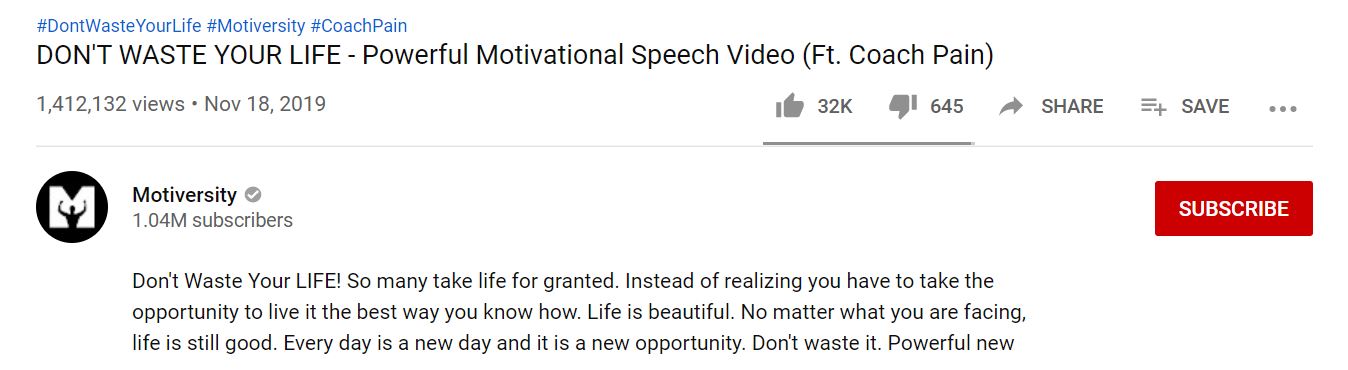 #DontWasteYourLife #Motiversity #CoachPain
DON'T WASTE YOUR LIFE - Powerful Motivational Speech Video (Ft. Coach Pain)
1,412,132 views • Nov 18, 2019
32K 645 SHARE SAVE
M
Motiversity
1.04M subscribers
SUBSCRIBE
Don't Waste Your LIFE! So many take life for granted. Instead of realizing you have to take the
opportunity to live it the best way you know how. Life is beautiful. No matter what you are facing,
life is still good. Every day is a new day and it is a new opportunity. Don't waste it. Powerful new